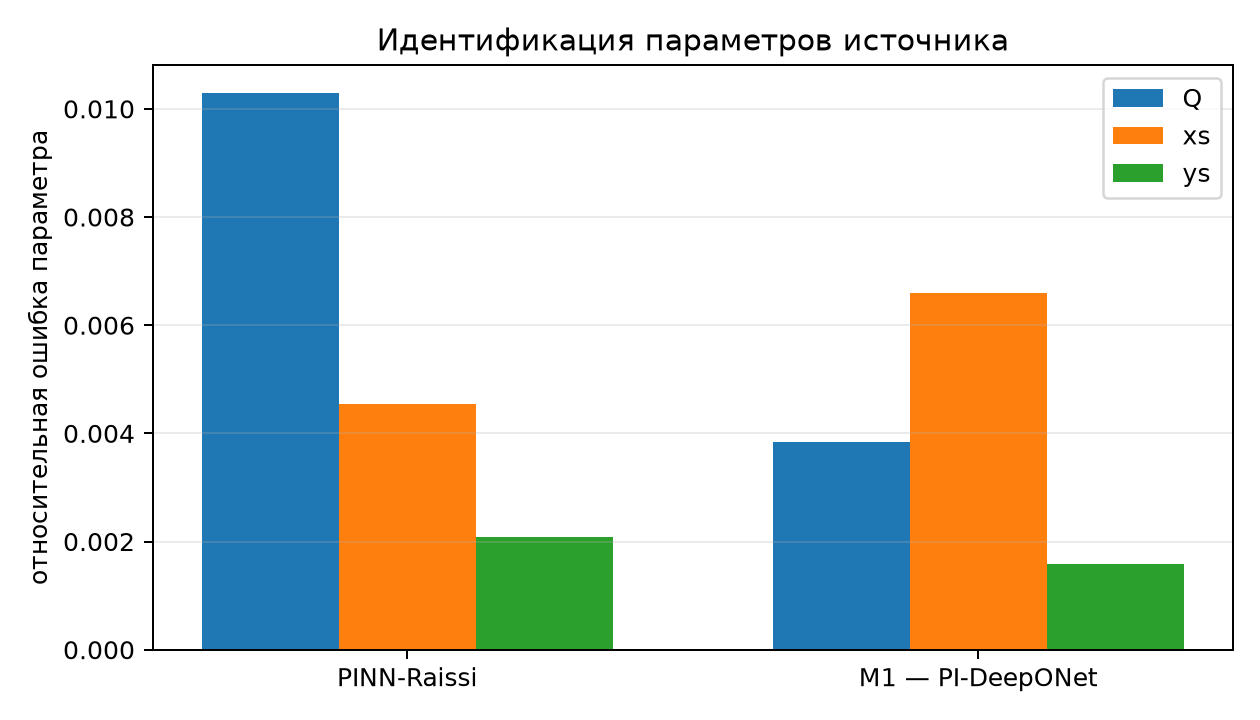 Идентификация параметров источника
относительная ошибка параметра
0.010
0.008
0.006
0.004
0.002
0.000
Q
xs
ys
PINN-Raissi
M1 — PI-DeepONet